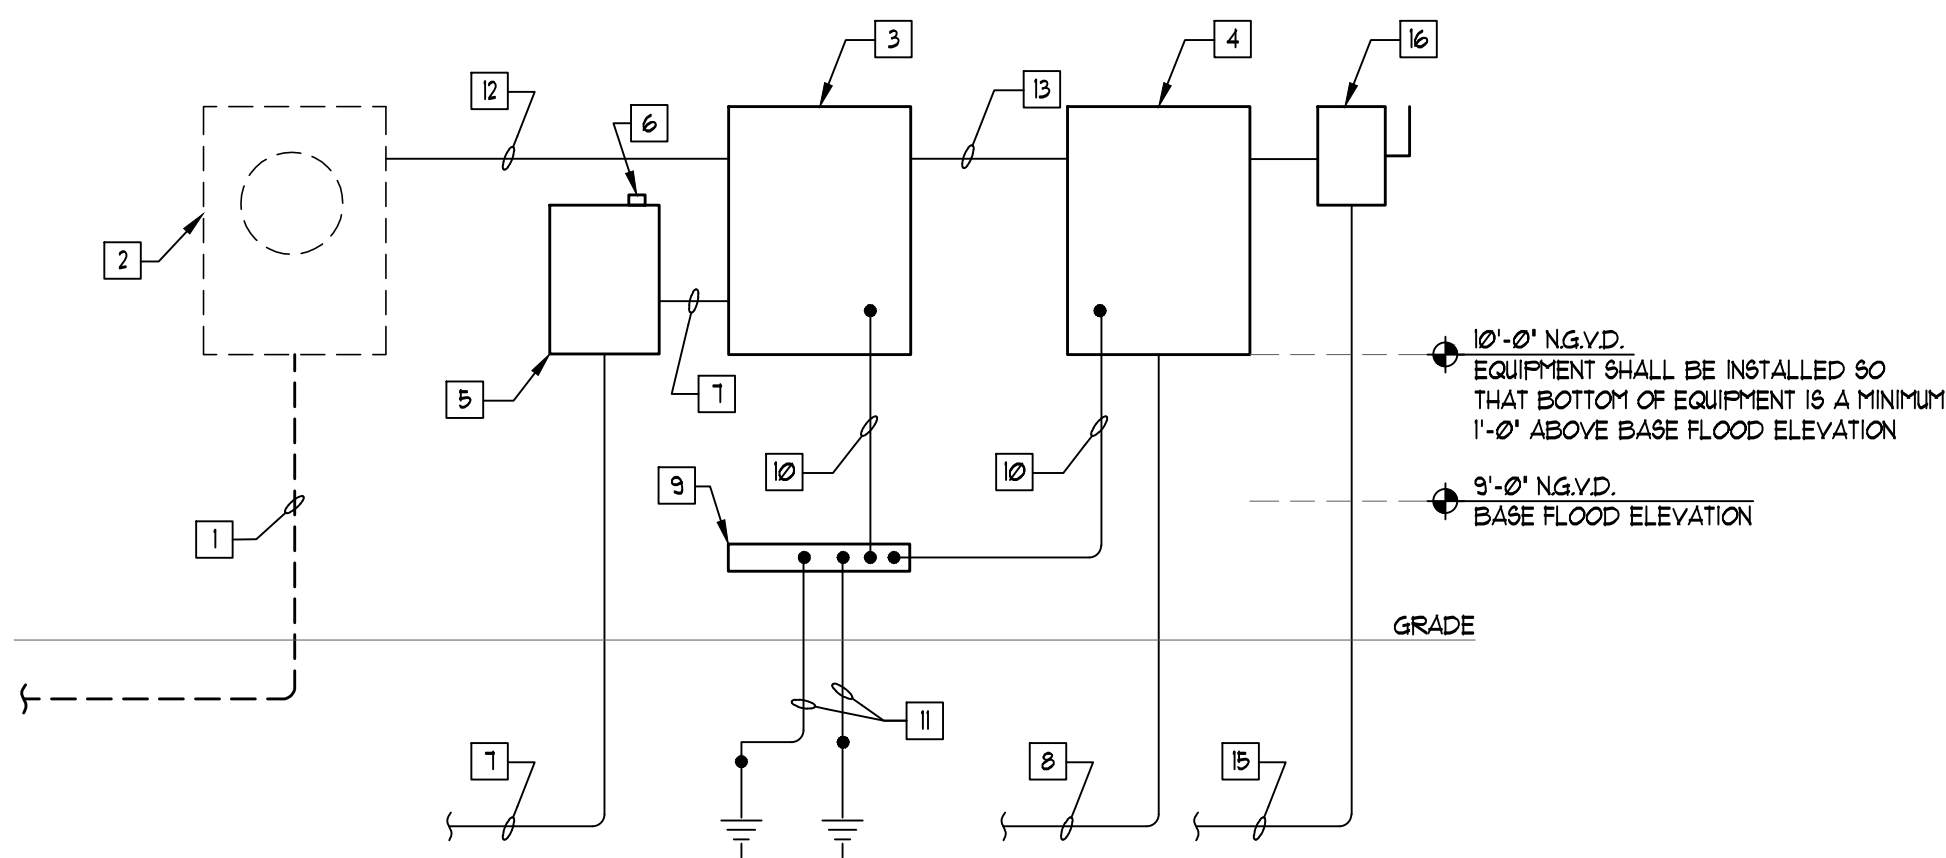 3
4
16
12
6
13
2
10'-0" N.G.V.D.
EQUIPMENT SHALL BE INSTALLED SO
THAT BOTTOM OF EQUIPMENT IS A MINIMUM
1'-0" ABOVE BASE FLOOD ELEVATION
5
7
9
10
10
9'-0" N.G.V.D.
BASE FLOOD ELEVATION
1
GRADE
11
7
8
15